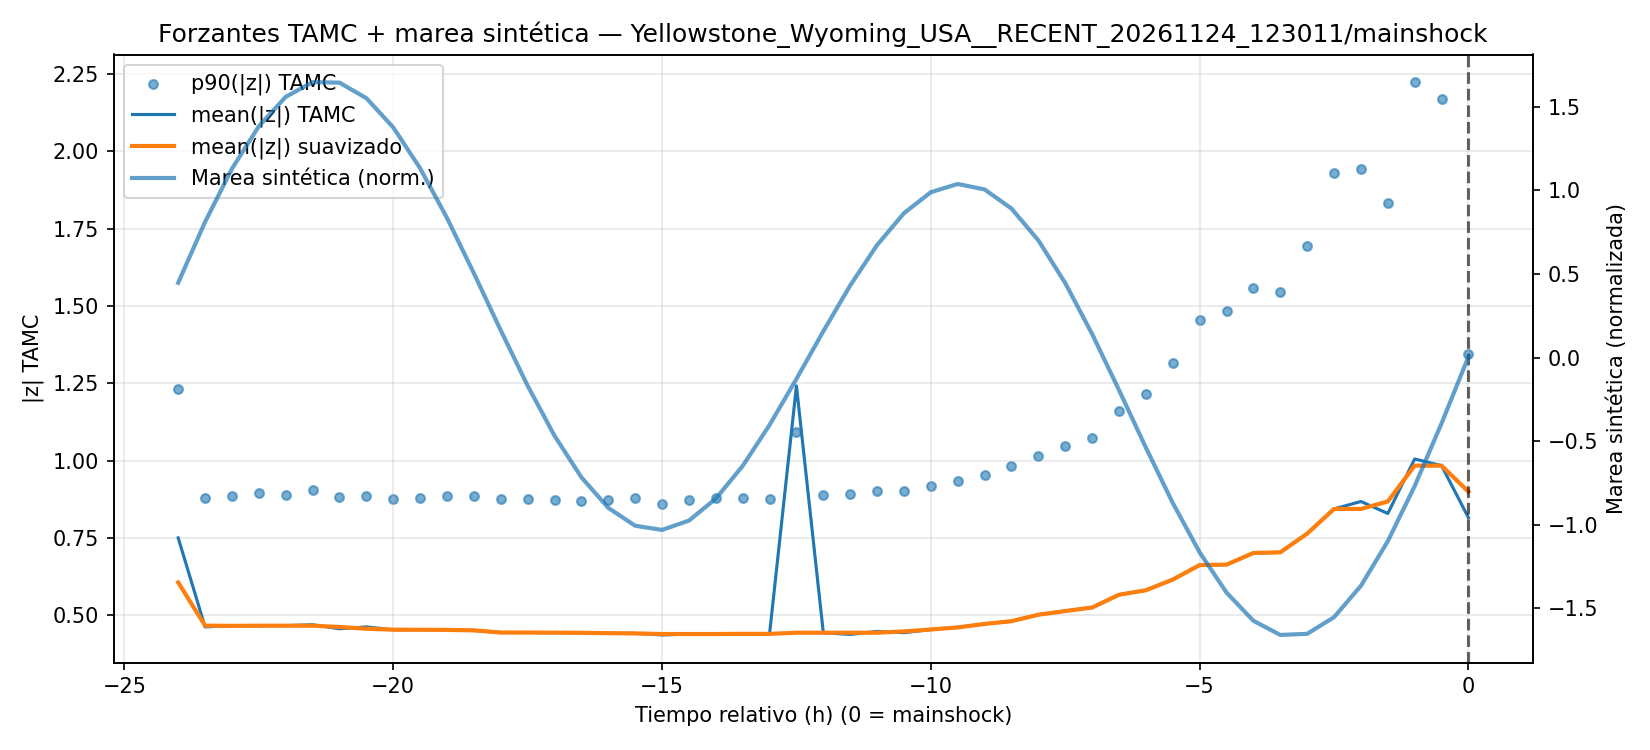 Forzantes TAMC + marea sintética — Yellowstone_Wyoming_USA__RECENT_20261124_123011/mainshock
p90(|z|) TAMC
mean(|z|) TAMC
mean(|z|) suavizado
Marea sintética (norm.)
2.25
2.00
1.75
1.50
1.25
1.00
0.75
0.50
|z| TAMC
1.5
1.0
0.5
0.0
−0.5
−1.0
−1.5
Marea sintética (normalizada)
−25
−20
−15
−10
−5
0
Tiempo relativo (h) (0 = mainshock)